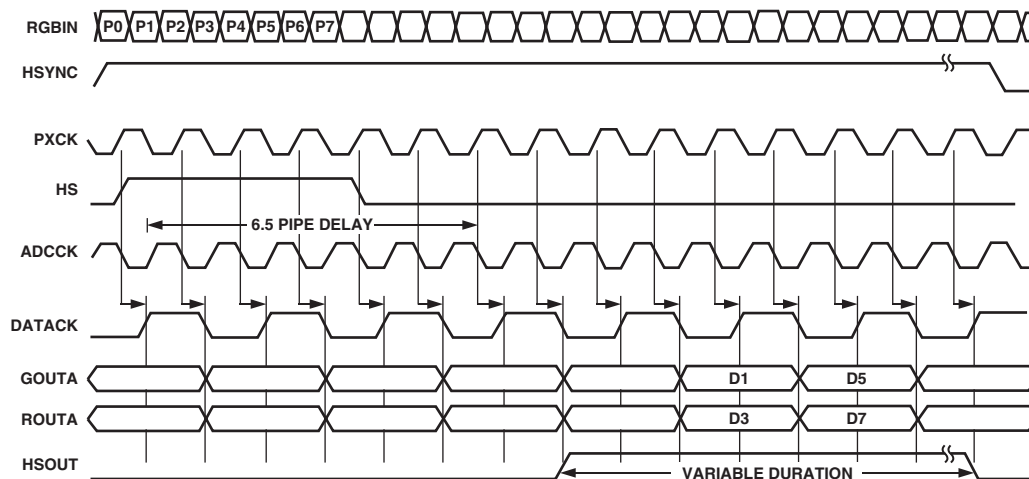 RGBIN P0 P1 P2 P3 P4 P5 P6 P7
HSYNC
PXCK
HS
6.5 PIPE DELAY
ADCCK
DATACK
GOUTA D1 D5
ROUTA D3 D7
HSOUT VARIABLE DURATION